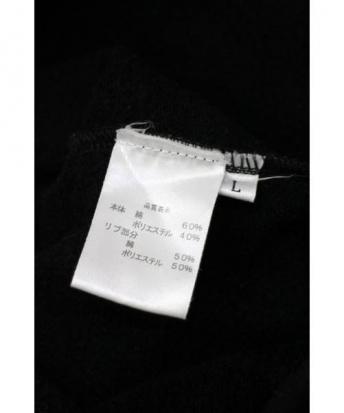 品質表示
本体 綿 60%
ポリエステル 40%
リブ部分
綿 50%
ポリエステル 50%
L